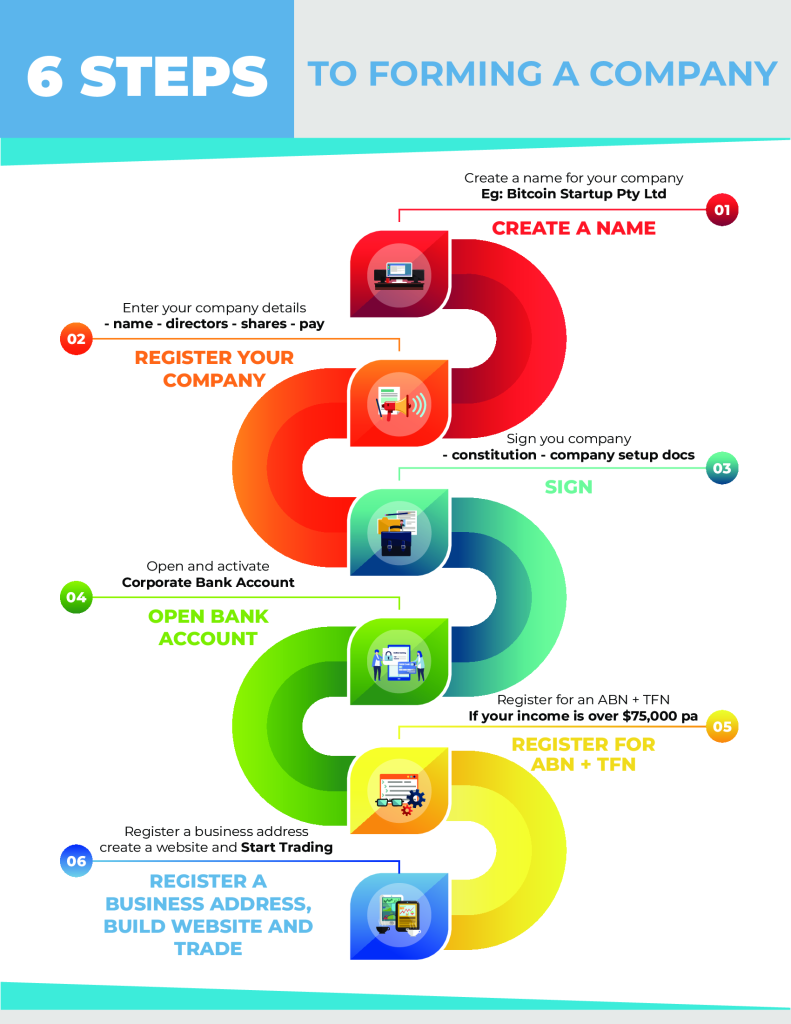 6 STEPS
TO FORMING A COMPANY
Create a name for your company
Eg: Bitcoin Startup Pty Ltd
01
CREATE A NAME
Enter your company details
- name - directors - shares - pay
02
REGISTER YOUR
COMPANY
Sign you company
- constitution - company setup docs
03
SIGN
Open and activate
Corporate Bank Account
04
OPEN BANK
ACCOUNT
Register for an ABN + TFN
If your income is over $75,000 pa
05
REGISTER FOR
ABN + TFN
Register a business address
create a website and Start Trading
06
REGISTER A
BUSINESS ADDRESS,
BUILD WEBSITE AND
TRADE